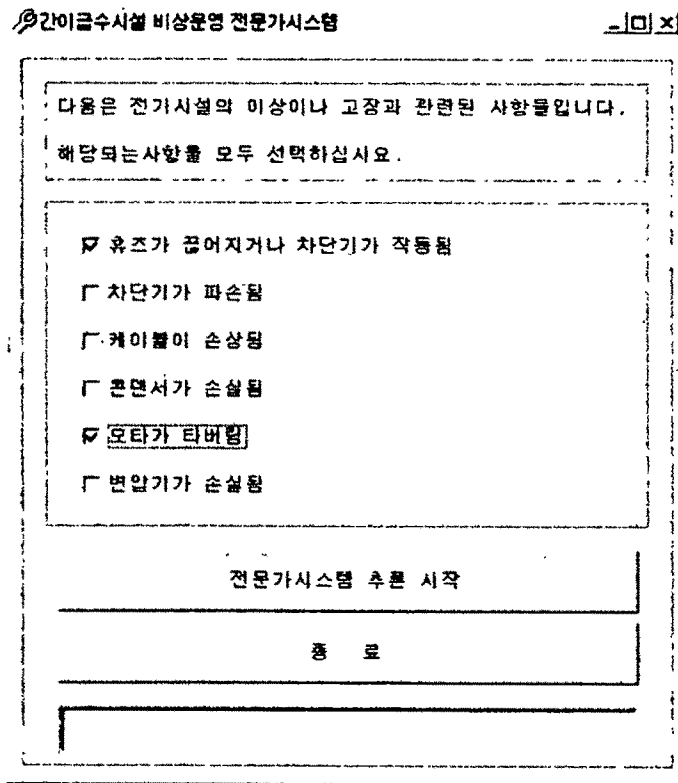 간이급수시설 비상운영 전문가시스템
다음은 전기시설의 이상이나 고장과 관련된 사항들입니다.
해당되는사항을 모두 선택하십시요.
휴즈가 끊어지거나 차단기가 작동됨
차단기가 파손됨
케이블이 손상됨
콘덴서가 손실됨
모타가 타버림
변압기가 손실됨
전문가시스템 추론 시작
종 료